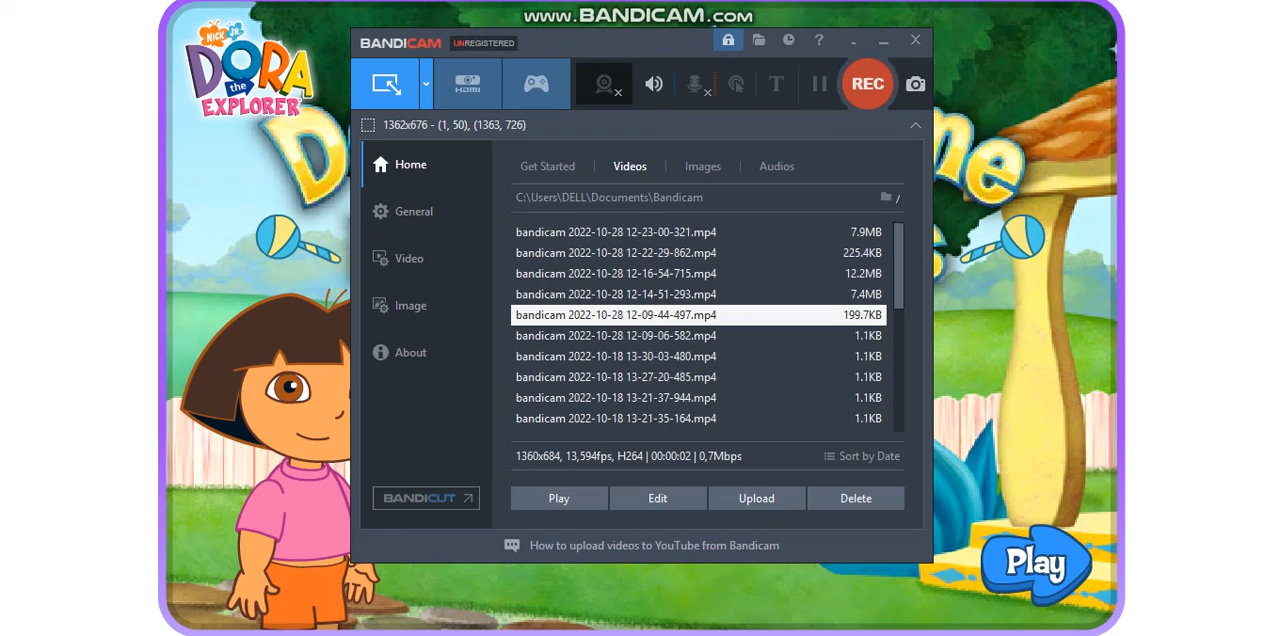 www.BANDICAM.com
NICK JR.
DORA
the
EXPLORER
BANDICAM UNREGISTERED
?
HDMI
T
REC
1362x676 - (1, 50), (1363, 726)
Home
General
Video
Image
About
BANDICUT
Get Started
Videos
Images
Audios
C:\Users\DELL\Documents\Bandicam
bandicam 2022-10-28 12-23-00-321.mp4 7.9MB
bandicam 2022-10-28 12-22-29-862.mp4 225.4KB
bandicam 2022-10-28 12-16-54-715.mp4 12.2MB
bandicam 2022-10-28 12-14-51-293.mp4 7.4MB
bandicam 2022-10-28 12-09-44-497.mp4 199.7KB
bandicam 2022-10-28 12-09-06-582.mp4 1.1KB
bandicam 2022-10-18 13-30-03-480.mp4 1.1KB
bandicam 2022-10-18 13-27-20-485.mp4 1.1KB
bandicam 2022-10-18 13-21-37-944.mp4 1.1KB
bandicam 2022-10-18 13-21-35-164.mp4 1.1KB
1360x684, 13,594fps, H264 | 00:00:02 | 0,7Mbps
Sort by Date
Play
Edit
Upload
Delete
How to upload videos to YouTube from Bandicam
Play